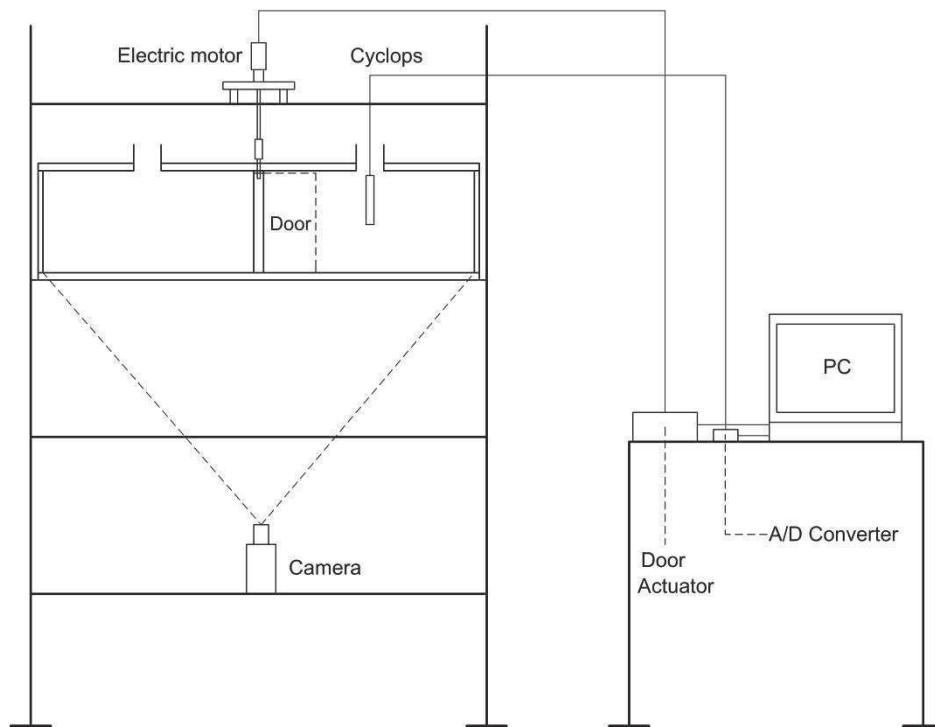 Electric motor
Cyclops
Door
PC
A/D Converter
Camera
Door
Actuator